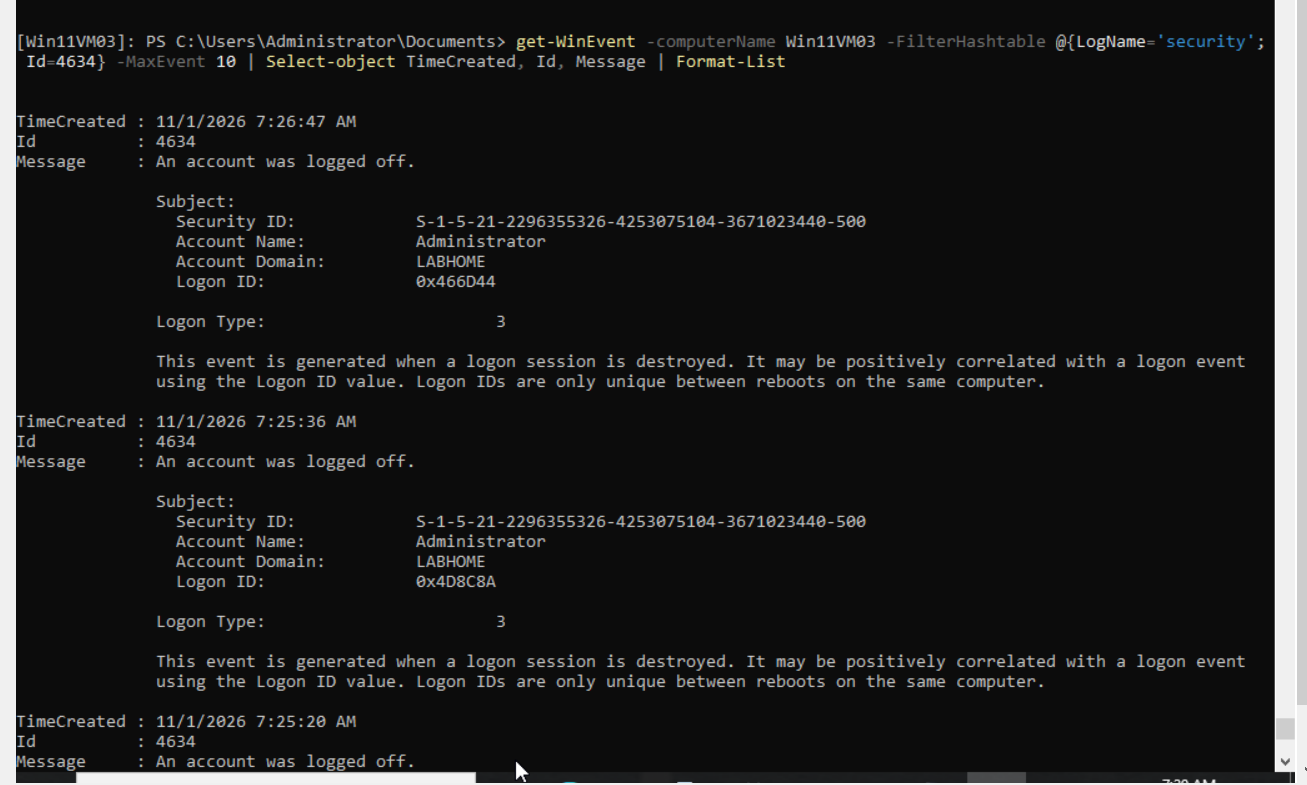 [Win11VM03]: PS C:\Users\Administrator\Documents> get-WinEvent -computerName Win11VM03 -FilterHashtable @{LogName='security';
Id=4634} -MaxEvent 10 | Select-object TimeCreated, Id, Message | Format-List
TimeCreated : 11/1/2026 7:26:47 AM
Id : 4634
Message : An account was logged off.
Subject:
Security ID: S-1-5-21-2296355326-4253075104-3671023440-500
Account Name: Administrator
Account Domain: LABHOME
Logon ID: 0x466D44
Logon Type: 3
This event is generated when a logon session is destroyed. It may be positively correlated with a logon event
using the Logon ID value. Logon IDs are only unique between reboots on the same computer.
TimeCreated : 11/1/2026 7:25:36 AM
Id : 4634
Message : An account was logged off.
Subject:
Security ID: S-1-5-21-2296355326-4253075104-3671023440-500
Account Name: Administrator
Account Domain: LABHOME
Logon ID: 0x4D8C8A
Logon Type: 3
This event is generated when a logon session is destroyed. It may be positively correlated with a logon event
using the Logon ID value. Logon IDs are only unique between reboots on the same computer.
TimeCreated : 11/1/2026 7:25:20 AM
Id : 4634
Message : An account was logged off.